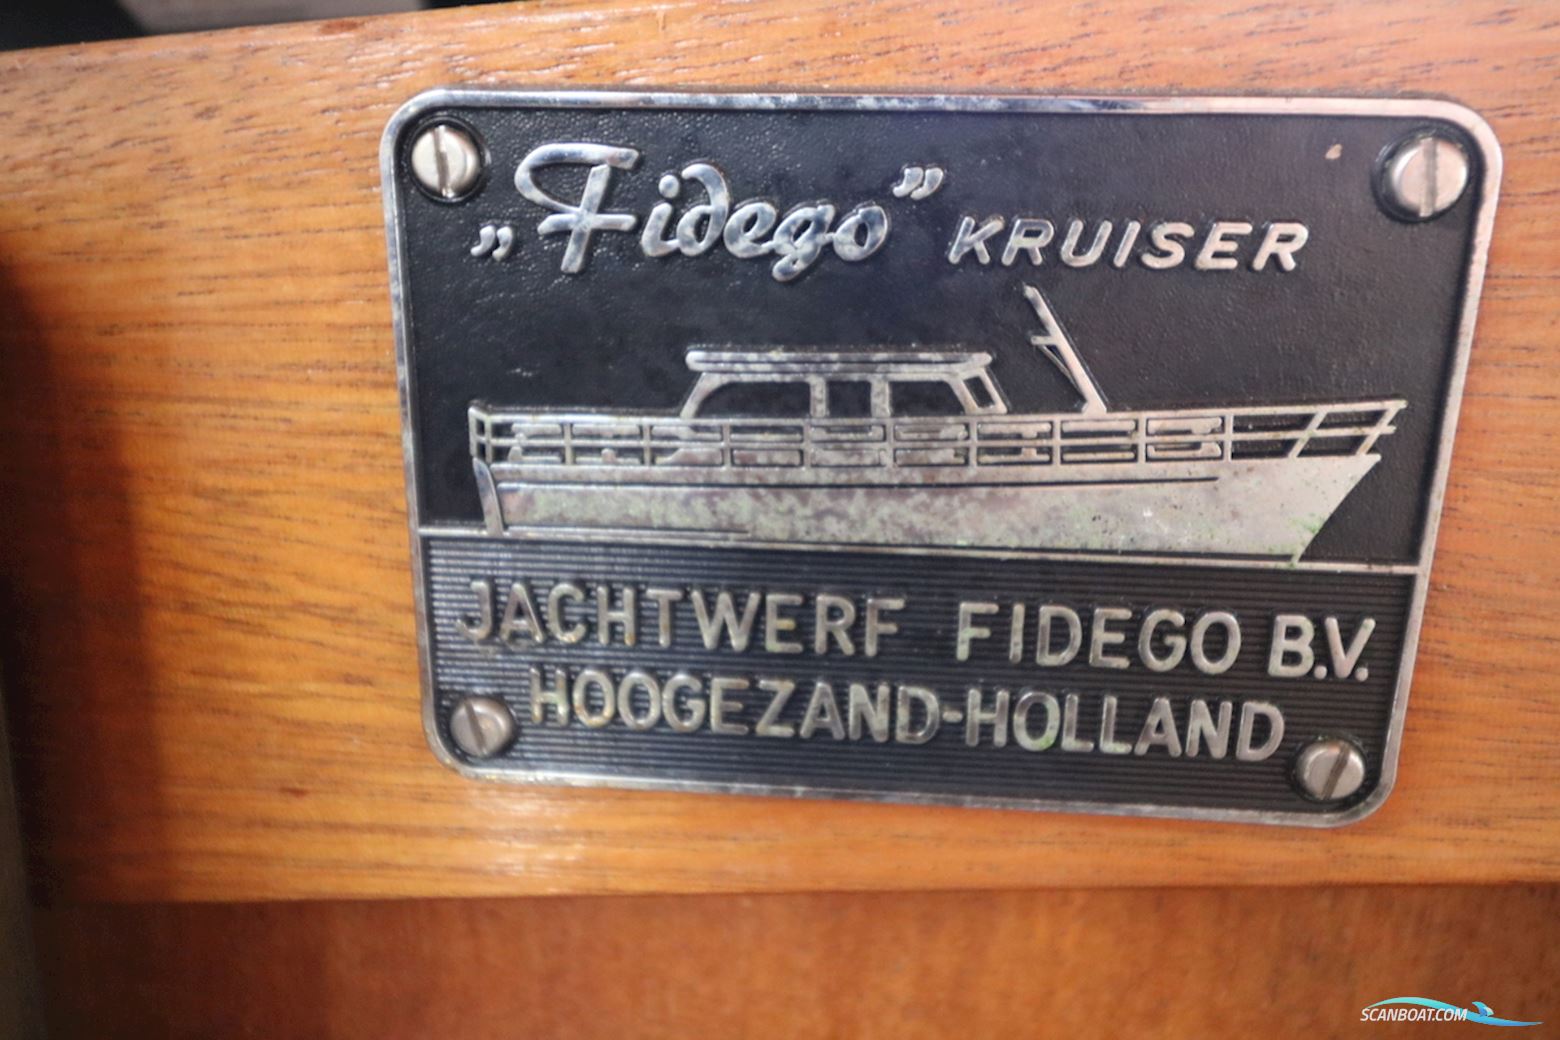 „Fidego” KRUISER
JACHTWERF FIDEGO B.V.
HOOGEZAND-HOLLAND
SCANBOAT.COM